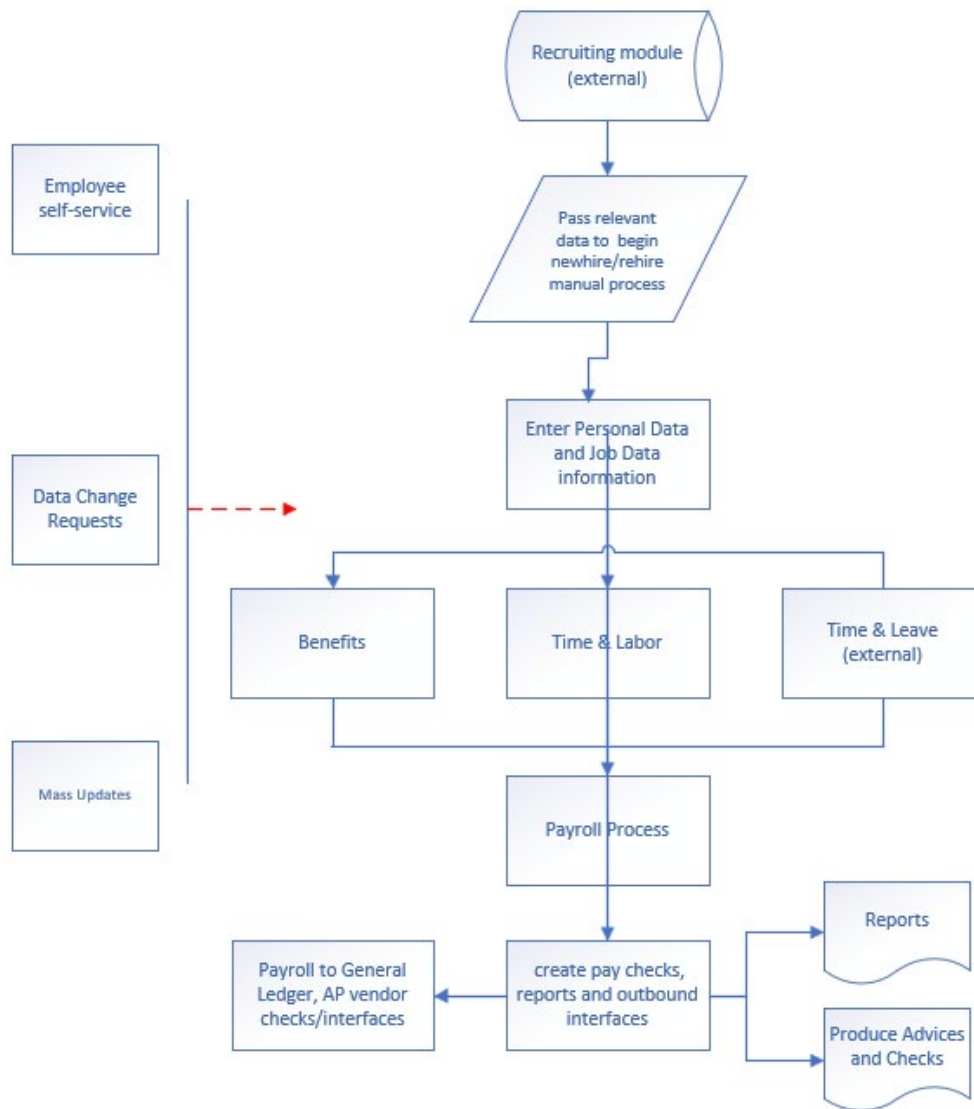 Recruiting module
(external)
Employee
self-service
Pass relevant
data to begin
newhire/rehire
manual process
Enter Personal Data
and Job Data
information
Data Change
Requests
Benefits
Time & Labor
Time & Leave
(external)
Mass Updates
Payroll Process
Reports
Payroll to General
Ledger, AP vendor
checks/interfaces
create pay checks,
reports and outbound
interfaces
Produce Advices
and Checks